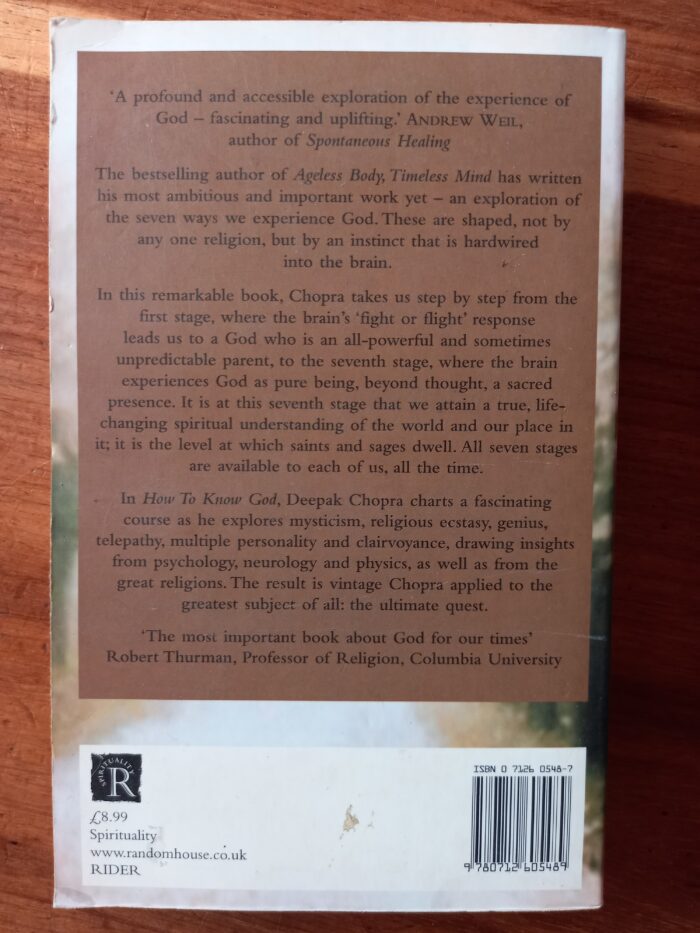 ‘A profound and accessible exploration of the experience of
God – fascinating and uplifting.’ ANDREW WEIL,
author of Spontaneous Healing
The bestselling author of Ageless Body, Timeless Mind has written
his most ambitious and important work yet – an exploration of
the seven ways we experience God. These are shaped, not by
any one religion, but by an instinct that is hardwired
into the brain.
In this remarkable book, Chopra takes us step by step from the
first stage, where the brain’s ‘fight or flight’ response
leads us to a God who is an all-powerful and sometimes
unpredictable parent, to the seventh stage, where the brain
experiences God as pure being, beyond thought, a sacred
presence. It is at this seventh stage that we attain a true, life-
changing spiritual understanding of the world and our place in
it; it is the level at which saints and sages dwell. All seven stages
are available to each of us, all the time.
In How To Know God, Deepak Chopra charts a fascinating
course as he explores mysticism, religious ecstasy, genius,
telepathy, multiple personality and clairvoyance, drawing insights
from psychology, neurology and physics, as well as from the
great religions. The result is vintage Chopra applied to the
greatest subject of all: the ultimate quest.
‘The most important book about God for our times’
Robert Thurman, Professor of Religion, Columbia University
SPIRITUALITY
R
£8.99
Spirituality
www.randomhouse.co.uk
RIDER
ISBN 0 7126 0548-7
9 780712 605489